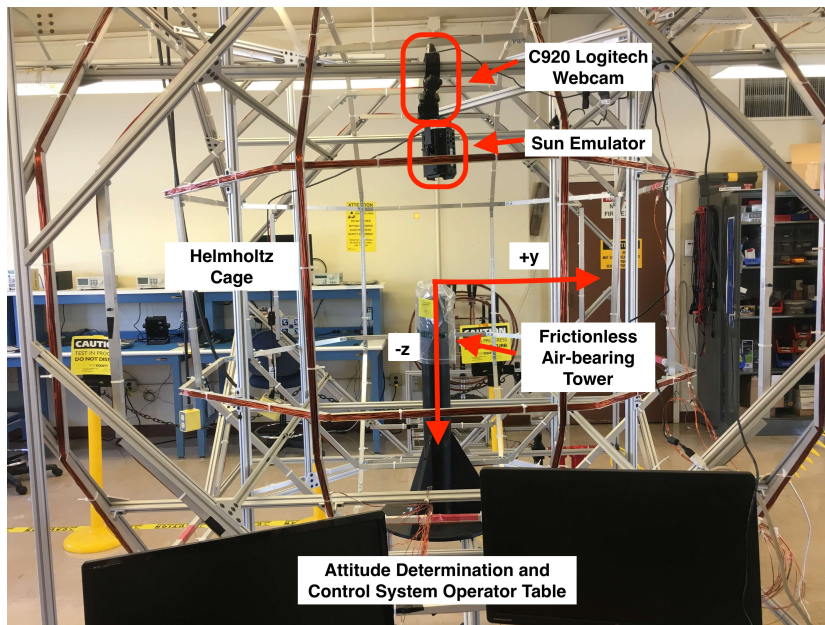 C920 Logitech
Webcam
Sun Emulator
ATTENTION
Helmholtz
Cage
+y
-z
CAUTION
TEST IN PROG
DO NOT DIST
CAUTION
Frictionless
Air-bearing
Tower
Attitude Determination and
Control System Operator Table